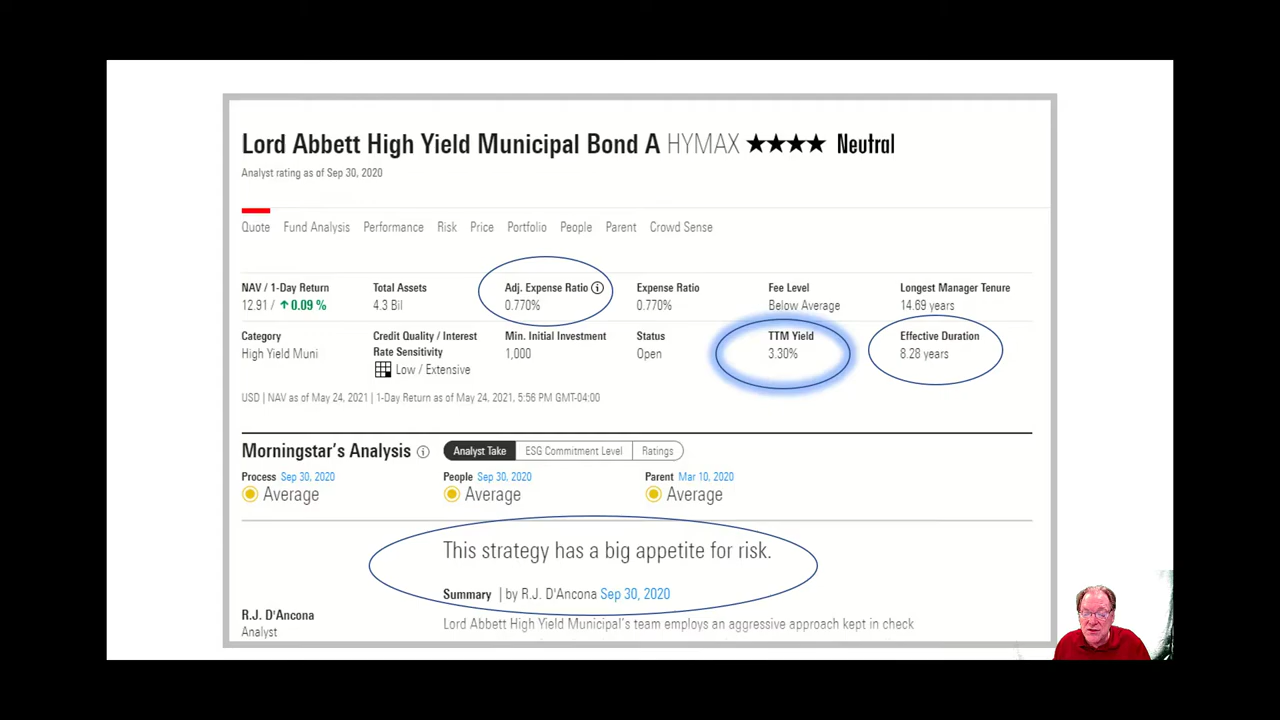 Lord Abbett High Yield Municipal Bond A HYMAX ★★★★ Neutral
Analyst rating as of Sep 30, 2020
Quote Fund Analysis Performance Risk Price Portfolio People Parent Crowd Sense
NAV / 1-Day Return Total Assets Adj. Expense Ratio Expense Ratio Fee Level Longest Manager Tenure
12.91 / ↑ 0.09 % 4.3 Bil 0.770% 0.770% Below Average 14.69 years
Category Credit Quality / Interest Rate Sensitivity Min. Initial Investment Status TTM Yield Effective Duration
High Yield Muni Low / Extensive 1,000 Open 3.30% 8.28 years
USD | NAV as of May 24, 2021 | 1-Day Return as of May 24, 2021, 5:56 PM GMT-04:00
Morningstar's Analysis Analyst Take ESG Commitment Level Ratings
Process Sep 30, 2020 People Sep 30, 2020 Parent Mar 10, 2020
Average Average Average
This strategy has a big appetite for risk.
Summary | by R.J. D'Ancona Sep 30, 2020
R.J. D'Ancona
Analyst
Lord Abbett High Yield Municipal's team employs an aggressive approach kept in check